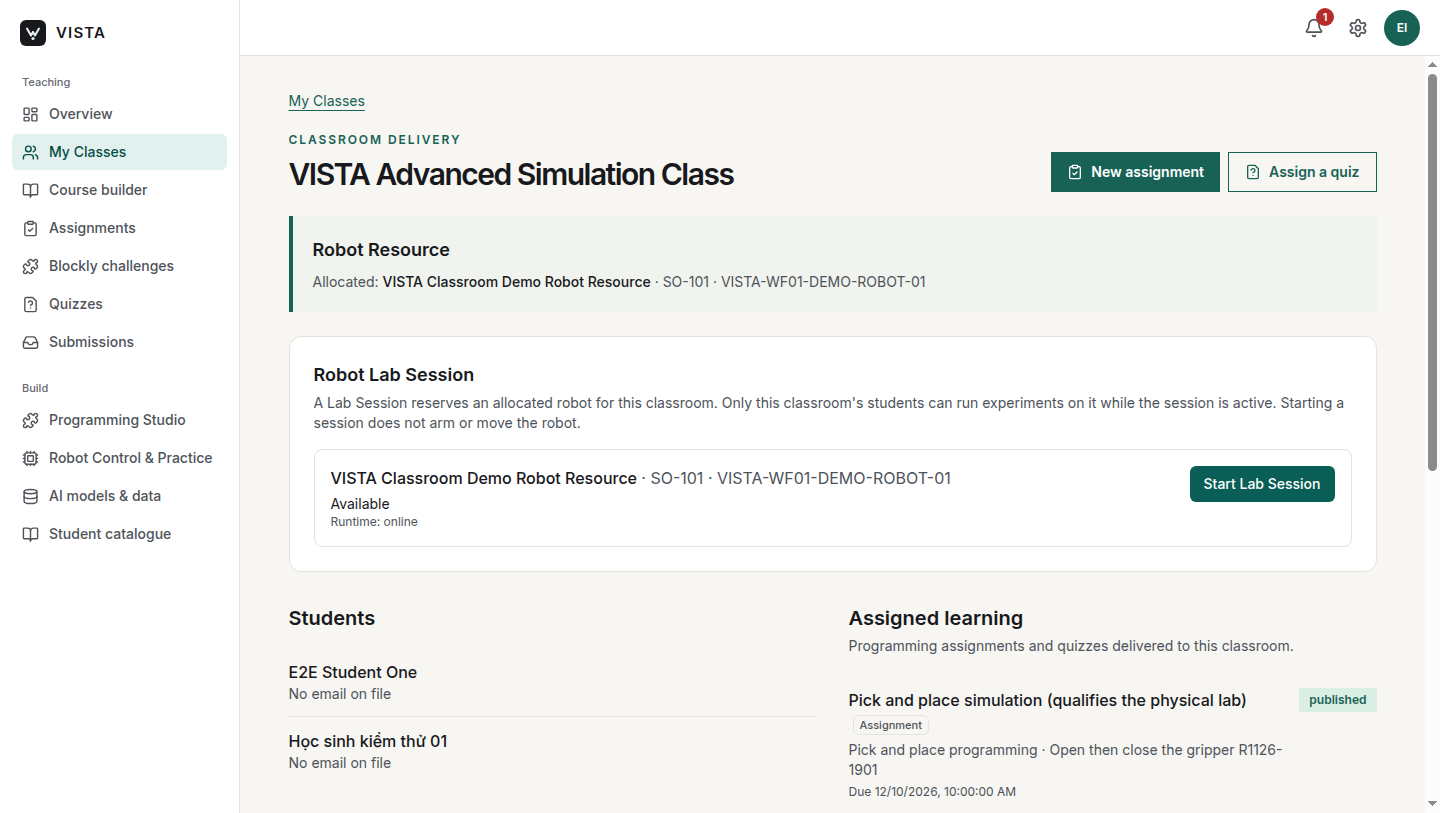 VISTA
1
EI
Teaching
Overview
My Classes
Course builder
Assignments
Blockly challenges
Quizzes
Submissions
Build
Programming Studio
Robot Control & Practice
AI models & data
Student catalogue
My Classes
CLASSROOM DELIVERY
VISTA Advanced Simulation Class
New assignment
Assign a quiz
Robot Resource
Allocated: VISTA Classroom Demo Robot Resource · SO-101 · VISTA-WF01-DEMO-ROBOT-01
Robot Lab Session
A Lab Session reserves an allocated robot for this classroom. Only this classroom's students can run experiments on it while the session is active. Starting a
session does not arm or move the robot.
VISTA Classroom Demo Robot Resource · SO-101 · VISTA-WF01-DEMO-ROBOT-01
Available
Runtime: online
Start Lab Session
Students
E2E Student One
No email on file
Học sinh kiểm thử 01
No email on file
Assigned learning
Programming assignments and quizzes delivered to this classroom.
Pick and place simulation (qualifies the physical lab)
published
Assignment
Pick and place programming · Open then close the gripper R1126-
1901
Due 12/10/2026, 10:00:00 AM